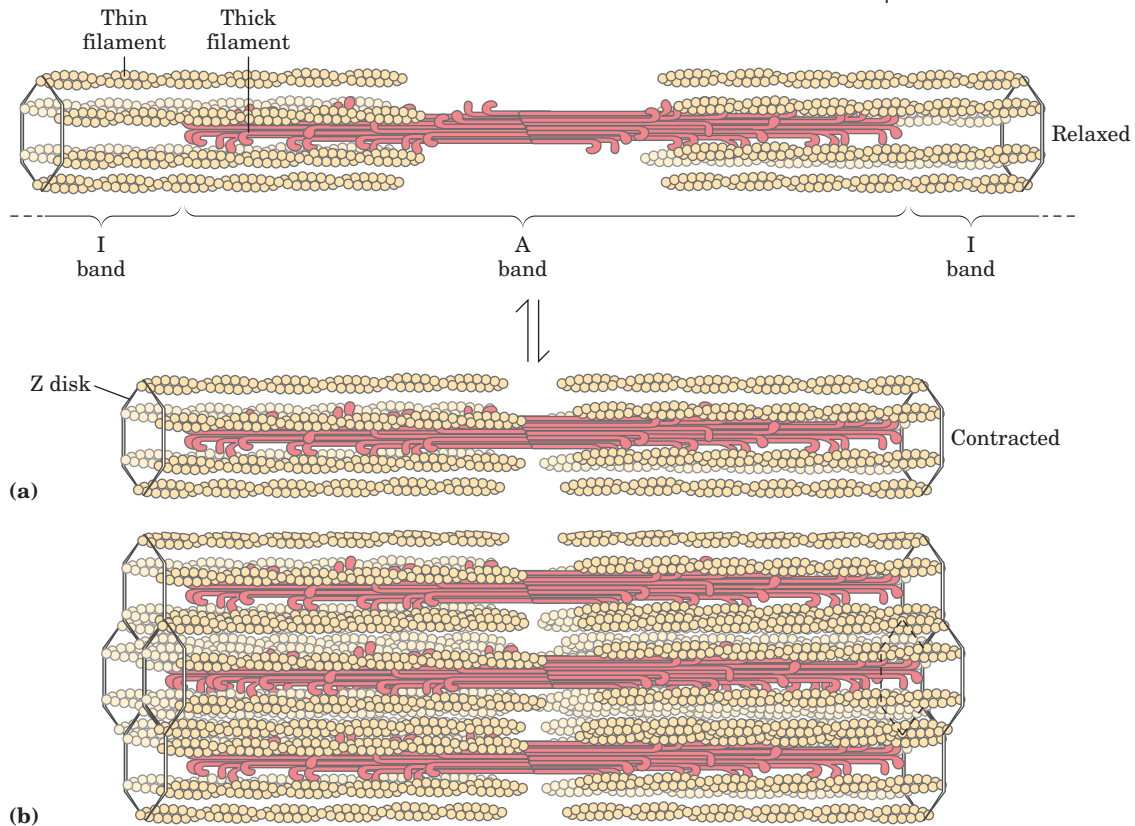 Thin
filament
Thick
filament
Relaxed
I
band
A
band
I
band
Z disk
Contracted
(a)
(b)